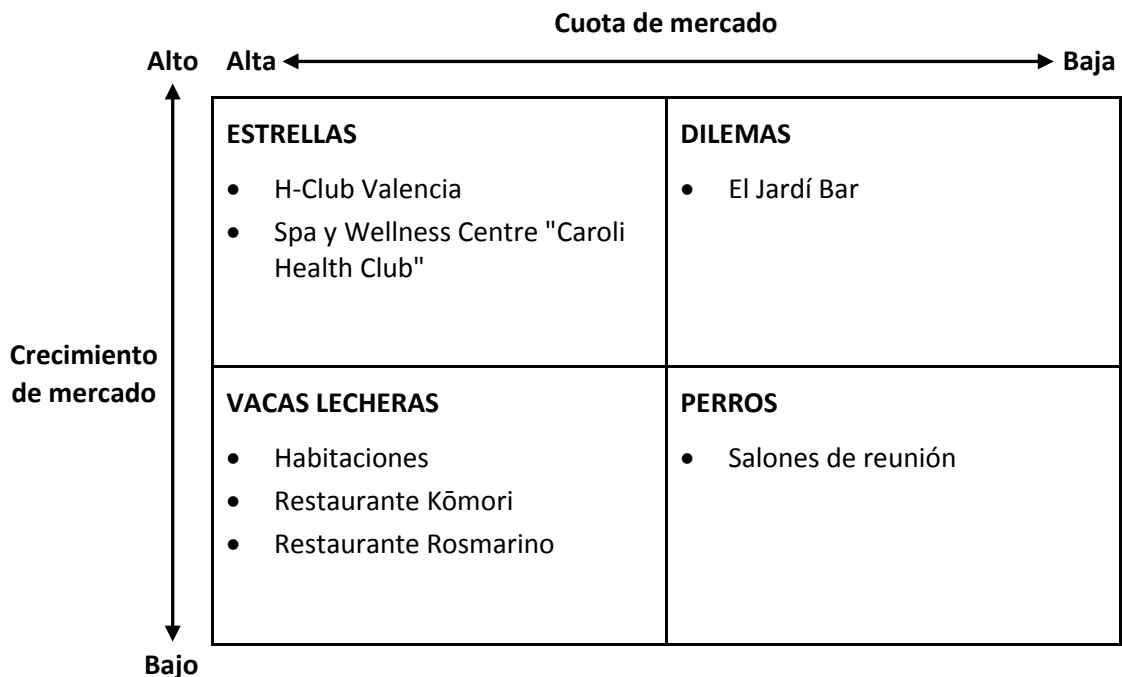 Cuota de mercado
Alto Alta Baja
ESTRELLAS
• H-Club Valencia
• Spa y Wellness Centre "Caroli
Health Club"
DILEMAS
• El Jardí Bar
Crecimiento
de mercado
VACAS LECHERAS
• Habitaciones
• Restaurante Kōmori
• Restaurante Rosmarino
PERROS
• Salones de reunión
Bajo